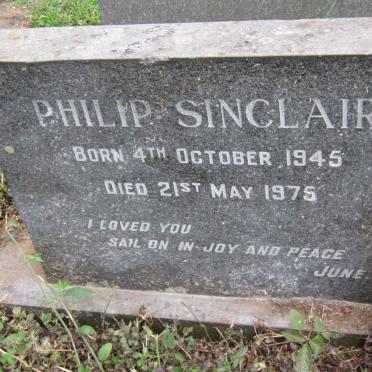 PHILIP SINCLAIR
BORN 4TH OCTOBER 1945
DIED 21ST MAY 1975
I LOVED YOU
SAIL ON IN JOY AND PEACE
JUNE